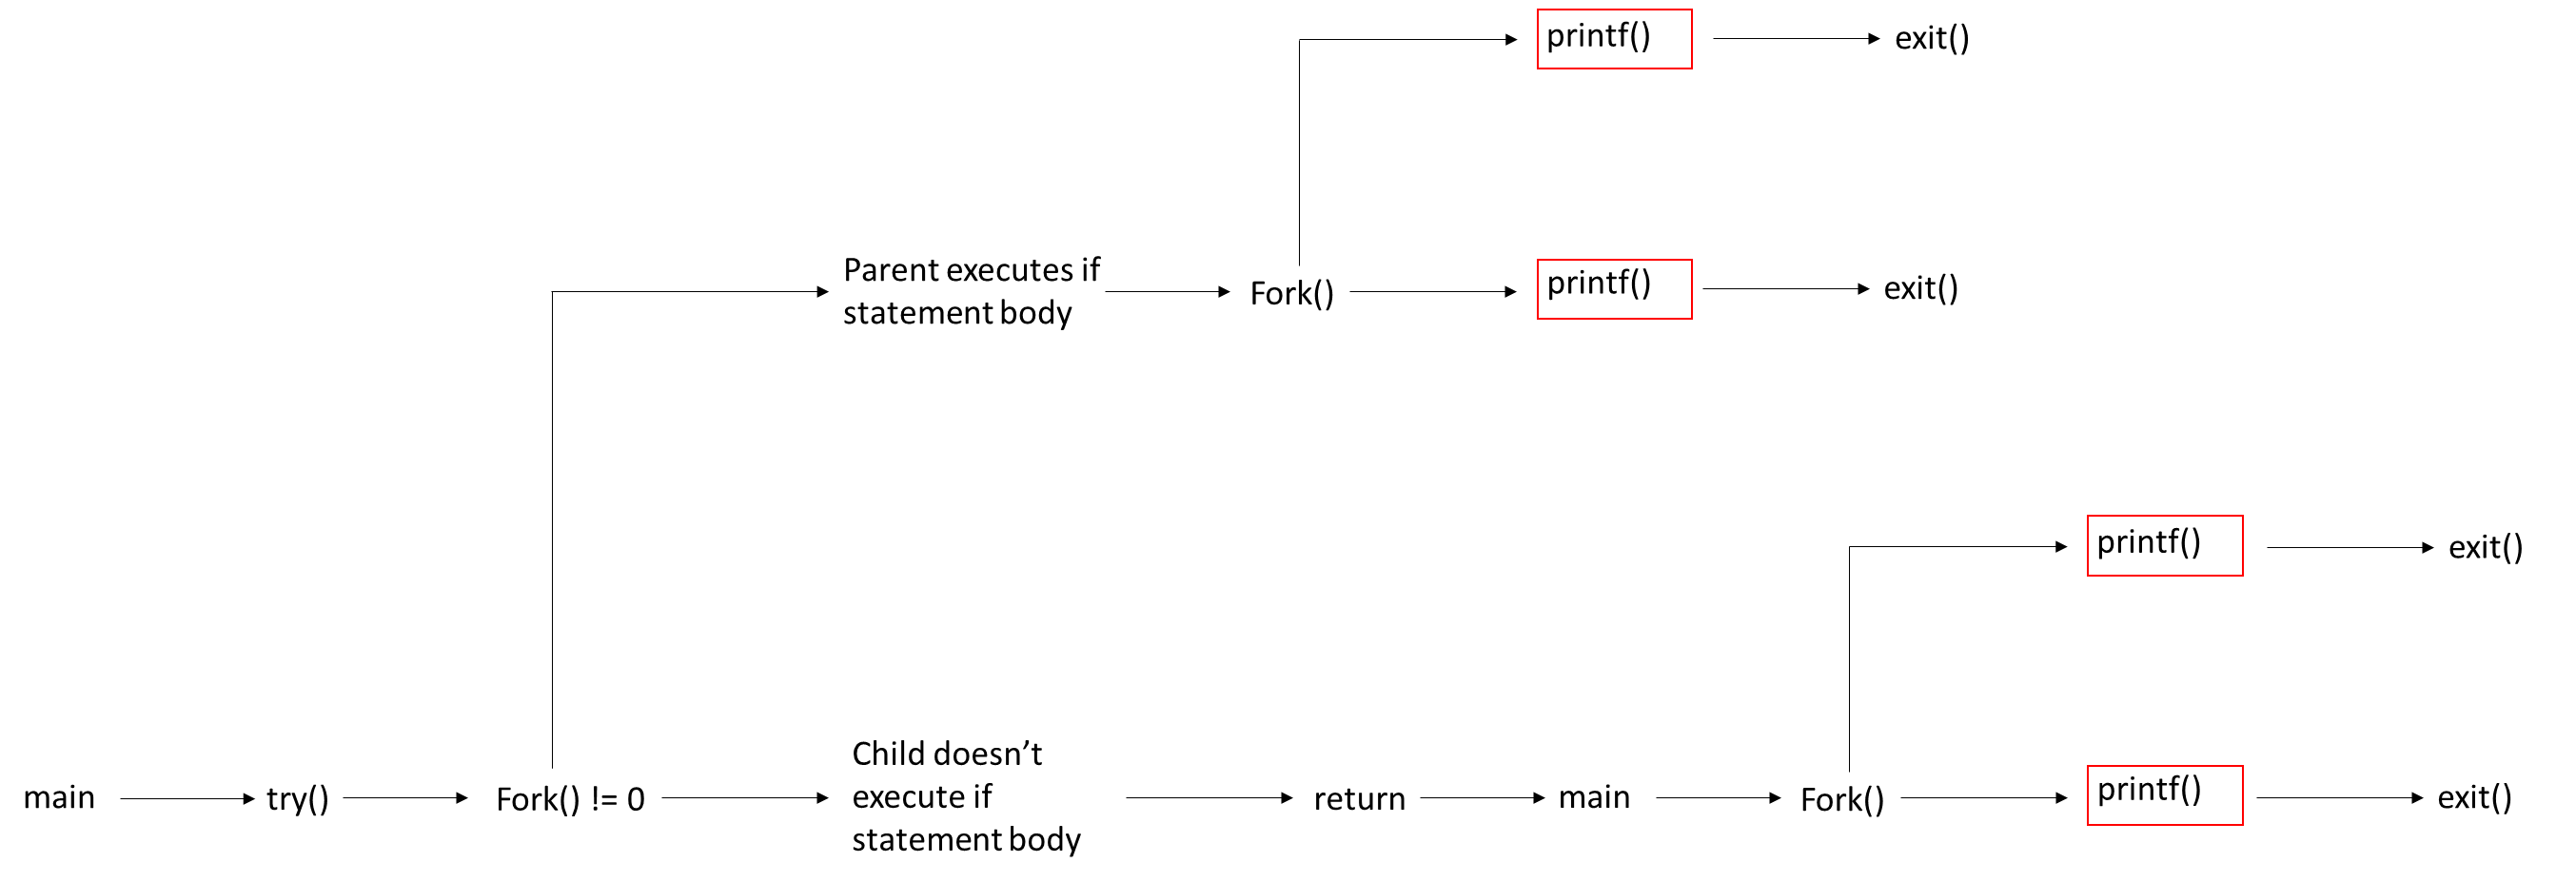 printf()
exit()
Parent executes if
statement body
Fork()
printf()
exit()
printf()
exit()
main
try()
Fork() != 0
Child doesn’t
execute if
statement body
return
main
Fork()
printf()
exit()